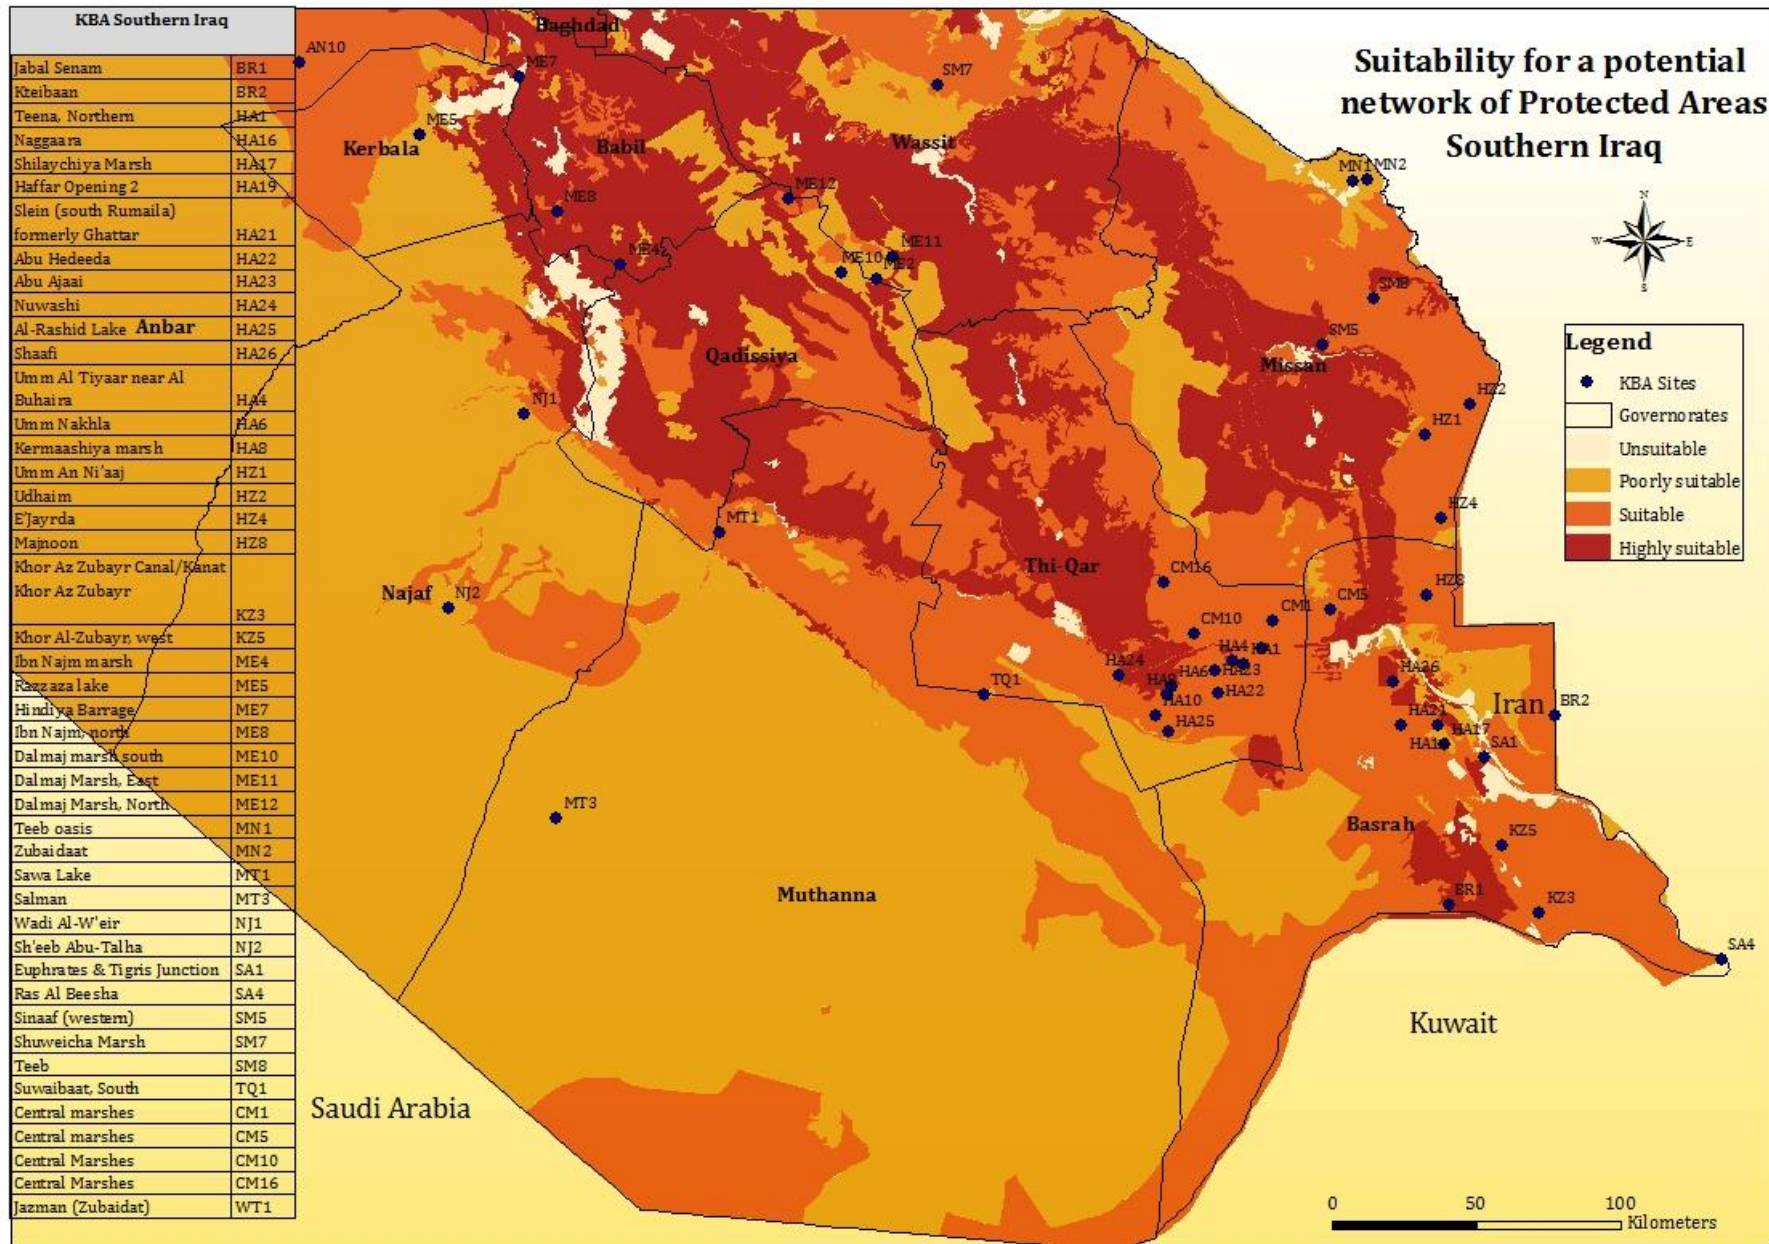 KBA Southern Iraq
Jabal Senam BR1
Kteibaan BR2
Teena, Northern HA1
Naggaara HA16
Shilaychiya Marsh HA17
Haffar Opening 2 HA19
Slein (south Rumaila)
formerly Ghattar HA21
Abu Hedeeda HA22
Abu Ajaai HA23
Nuwashi HA24
Al-Rashid Lake HA25
Shaafi HA26
Umm Al Tiyaar near Al
Buhaira HA4
Umm Nakhla HA6
Kermaashiya marsh HA8
Umm An Ni'aaj HZ1
Udhaim HZ2
E'Jayrda HZ4
Majnoon HZ8
Khor Az Zubayr Canal/Kanat
Khor Az Zubayr
KZ3
Khor Al-Zubayr, west KZ5
Ibn Najm marsh ME4
Razzaza lake ME5
Hindiya Barrage ME7
Ibn Najm, north ME8
Dalmaj marsh south ME10
Dalmaj Marsh, East ME11
Dalmaj Marsh, North ME12
Teeb oasis MN1
Zubaidaat MN2
Sawa Lake MT1
Salman MT3
Wadi Al-W'eir NJ1
Sh'eeb Abu-Talha NJ2
Euphrates & Tigris Junction SA1
Ras Al Beesha SA4
Sinaaf (western) SM5
Shuweicha Marsh SM7
Teeb SM8
Suwaibaat, South TQ1
Central marshes CM1
Central marshes CM5
Central Marshes CM10
Central Marshes CM16
Jazman (Zubaidat) WT1
Suitability for a potential
network of Protected Areas
Southern Iraq
N
W E
S
Legend
KBA Sites
Governorates
Unsuitable
Poorly suitable
Suitable
Highly suitable
Baghdad
AN10
ME7
SM7
ME5
Kerbala
Babil
Wassit
MN1
MN2
ME8
ME12
ME4
ME11
ME10
ME2
SM8
Anbar
SM5
Qadissiya
Missan
NJ1
HZ2
HZ1
HZ4
MT1
Thi-Qar
CM16
HZ8
Najaf
NJ2
CM1
CM5
CM10
HA4
HA1
HA24
HA6
HA23
HA8
HA22
HA10
HA25
TQ1
HA26
Iran
BR2
HA21
HA17
SA1
MT3
Basrah
KZ5
Muthanna
BR1
KZ3
SA4
Kuwait
Saudi Arabia
0 50 100
Kilometers